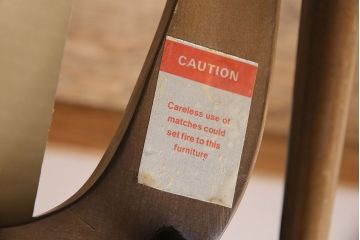 CAUTION
Careless use of
matches could
set fire to this
furniture